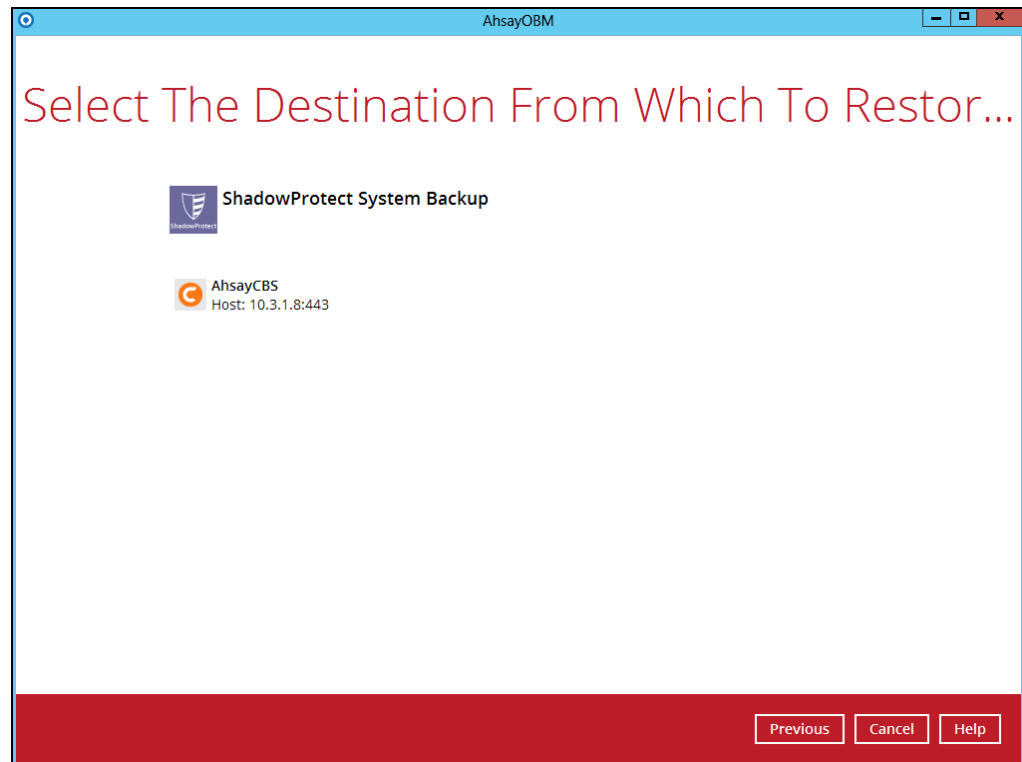 AhsayOBM
Select The Destination From Which To Restor...
ShadowProtect System Backup
ShadowProtect
AhsayCBS
Host: 10.3.1.8:443
Previous Cancel Help